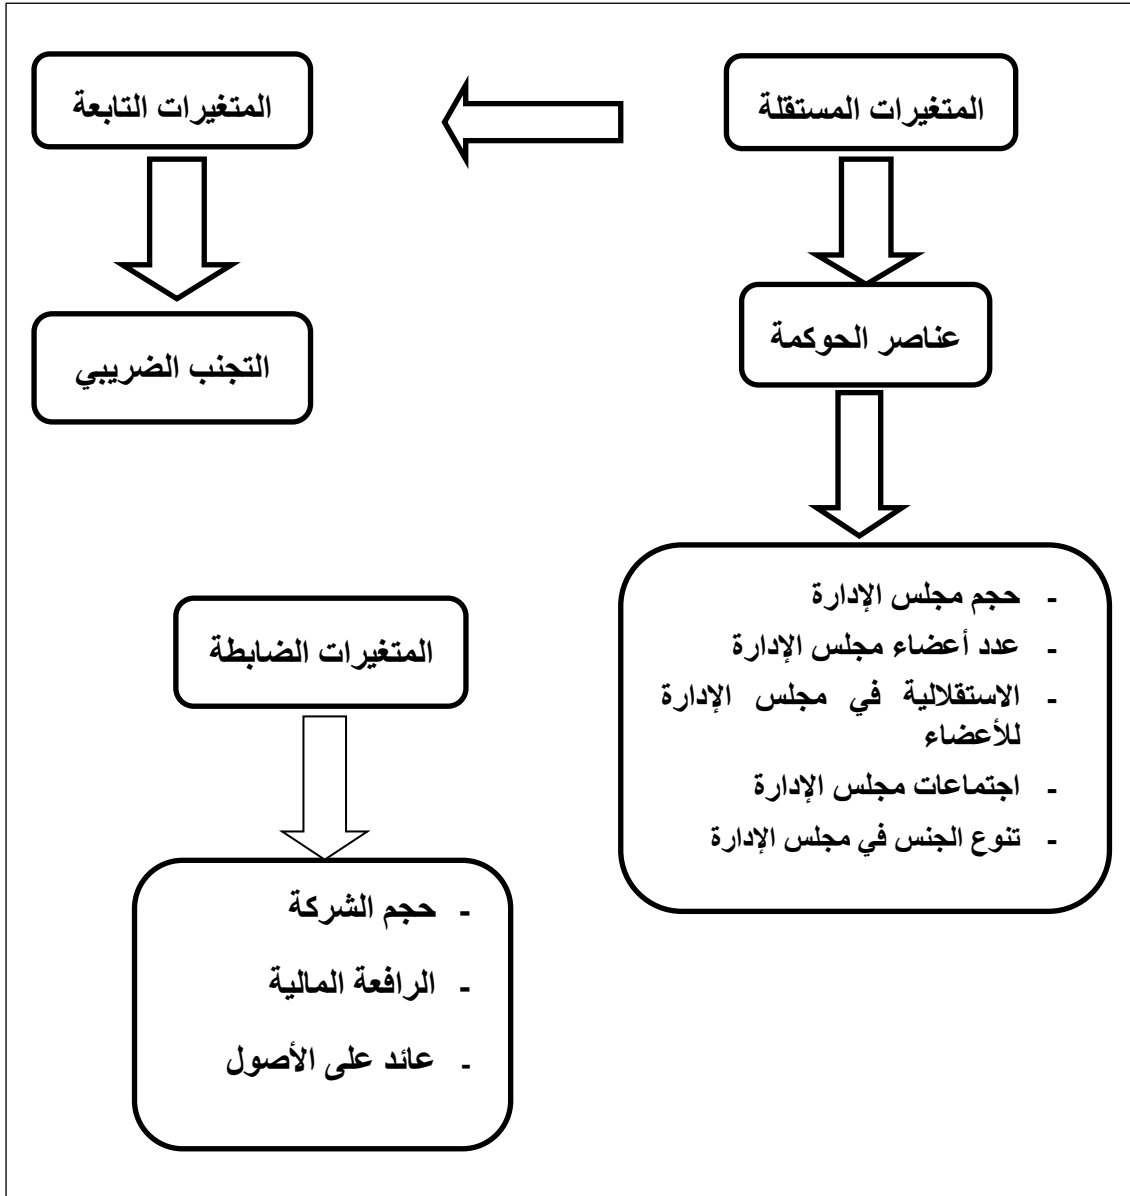 المتغيرات المستقلة
المتغيرات التابعة
عناصر الحوكمة
التجنب الضريبي
- حجم مجلس الإدارة
- عدد أعضاء مجلس الإدارة
- الاستقلالية في مجلس الإدارة
للأعضاء
- اجتماعات مجلس الإدارة
- تنوع الجنس في مجلس الإدارة
المتغيرات الضابطة
- حجم الشركة
- الرافعة المالية
- عائد على الأصول